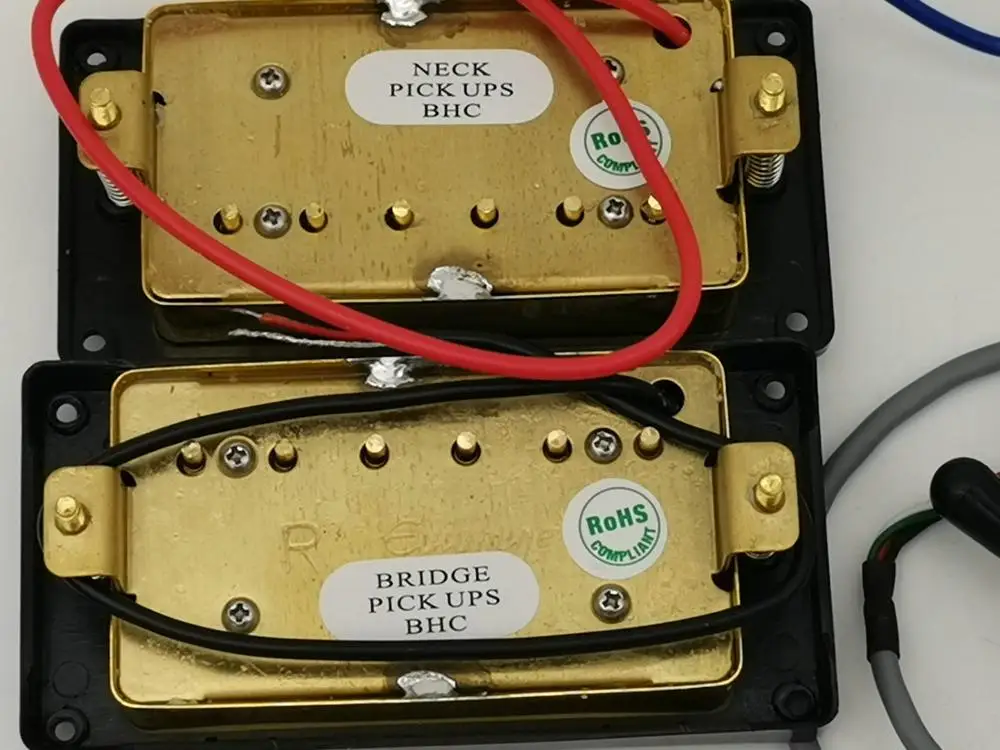 NECK
PICK UPS
BHC
RoHS
COMPLIANT
R
BRIDGE
PICK UPS
BHC
RoHS
COMPLIANT